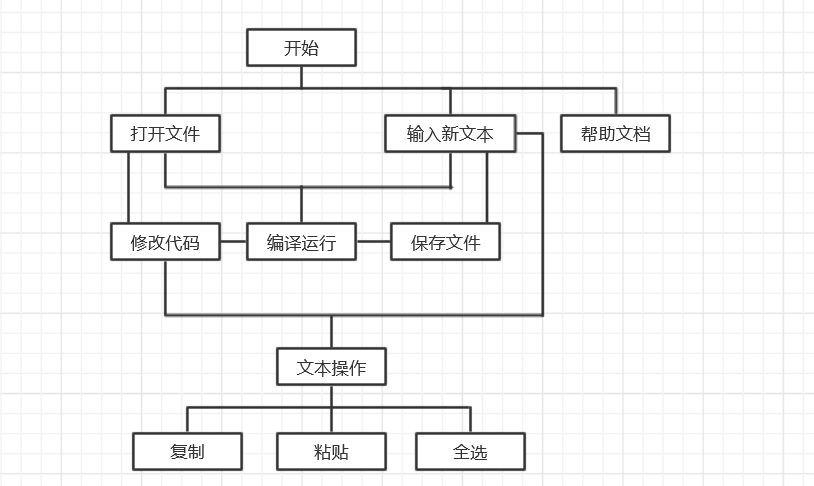 开始
打开文件
输入新文本
帮助文档
修改代码
编译运行
保存文件
文本操作
复制
粘贴
全选